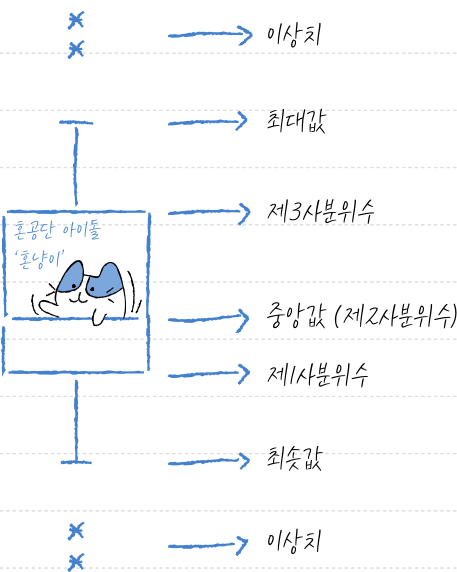 이상치
최대값
제3사분위수
혼공단 아이돌
'혼냥이'
중앙값 (제2사분위수)
제1사분위수
최솟값
이상치